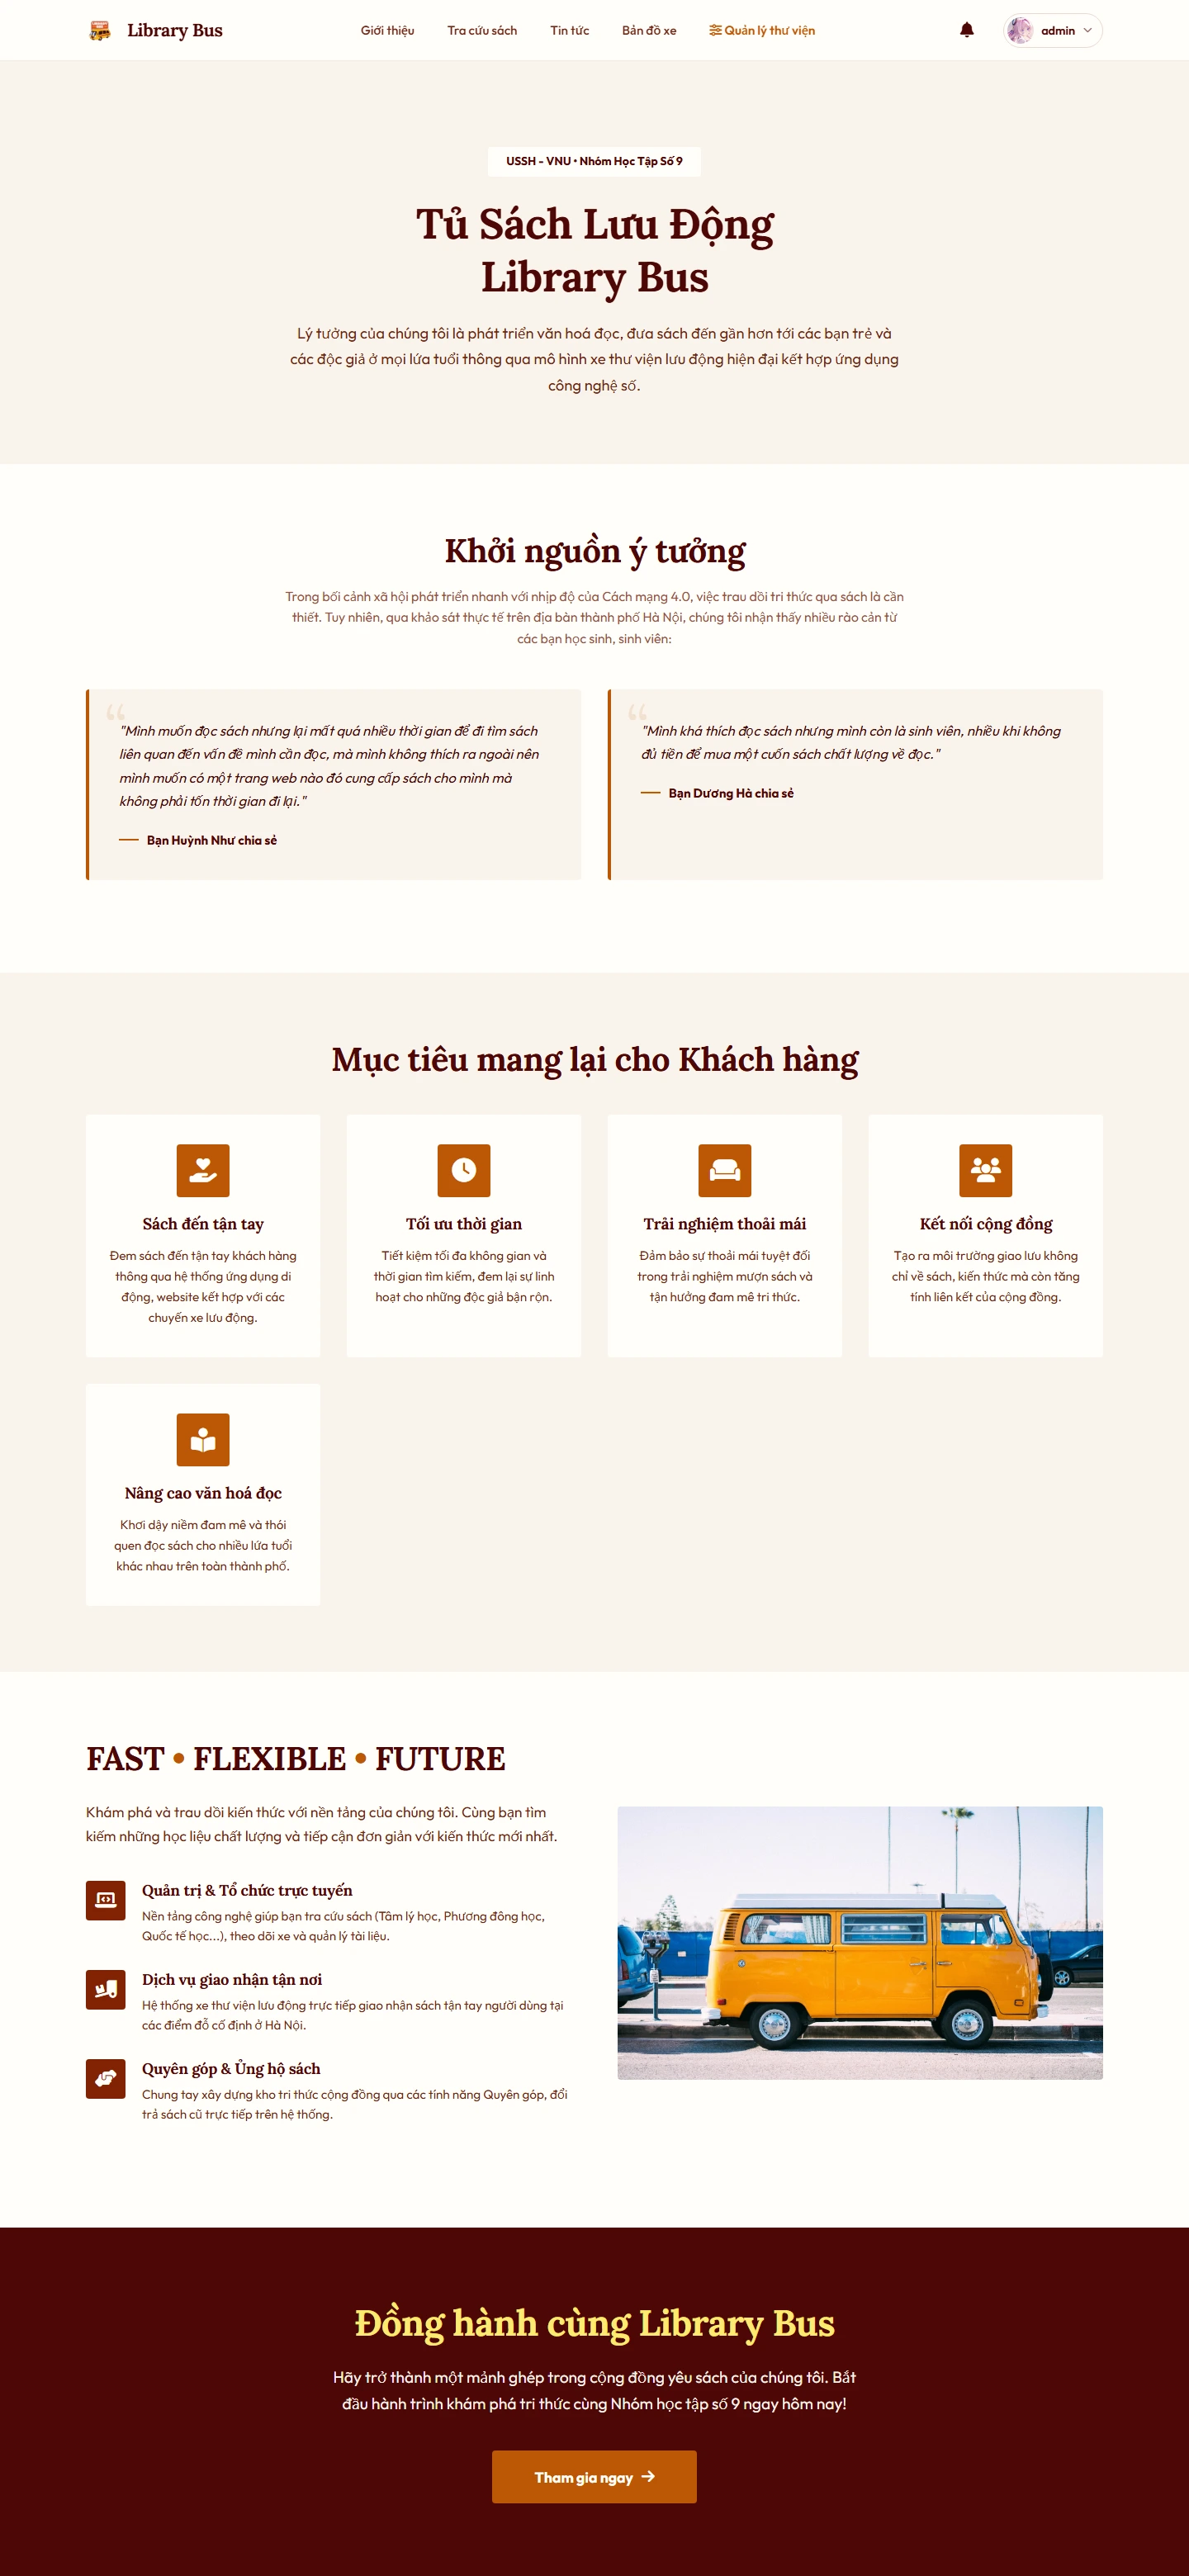 Library Bus
Giới thiệu
Tra cứu sách
Tin tức
Bản đồ xe
Quản lý thư viện
admin
USSH - VNU • Nhóm Học Tập Số 9
Tủ Sách Lưu Động
Library Bus
Lý tưởng của chúng tôi là phát triển văn hoá đọc, đưa sách đến gần hơn tới các bạn trẻ và
các độc giả ở mọi lứa tuổi thông qua mô hình xe thư viện lưu động hiện đại kết hợp ứng dụng
công nghệ số.
Khởi nguồn ý tưởng
Trong bối cảnh xã hội phát triển nhanh với nhịp độ của Cách mạng 4.0, việc trau dồi tri thức qua sách là cần
thiết. Tuy nhiên, qua khảo sát thực tế trên địa bàn thành phố Hà Nội, chúng tôi nhận thấy nhiều rào cản từ
các bạn học sinh, sinh viên:
"Mình muốn đọc sách nhưng lại mất quá nhiều thời gian để đi tìm sách
liên quan đến vấn đề mình cần đọc, mà mình không thích ra ngoài nên
mình muốn có một trang web nào đó cung cấp sách cho mình mà
không phải tốn thời gian đi lại."
Bạn Huỳnh Như chia sẻ
"Mình khá thích đọc sách nhưng mình còn là sinh viên, nhiều khi không
đủ tiền để mua một cuốn sách chất lượng về đọc."
Bạn Dương Hà chia sẻ
Mục tiêu mang lại cho Khách hàng
Sách đến tận tay
Đem sách đến tận tay khách hàng
thông qua hệ thống ứng dụng di
động, website kết hợp với các
chuyến xe lưu động.
Tối ưu thời gian
Tiết kiệm tối đa không gian và
thời gian tìm kiếm, đem lại sự linh
hoạt cho những độc giả bận rộn.
Trải nghiệm thoải mái
Đảm bảo sự thoải mái tuyệt đối
trong trải nghiệm mượn sách và
tận hưởng đam mê tri thức.
Kết nối cộng đồng
Tạo ra môi trường giao lưu không
chỉ về sách, kiến thức mà còn tăng
tính liên kết của cộng đồng.
Nâng cao văn hoá đọc
Khơi dậy niềm đam mê và thói
quen đọc sách cho nhiều lứa tuổi
khác nhau trên toàn thành phố.
FAST • FLEXIBLE • FUTURE
Khám phá và trau dồi kiến thức với nền tảng của chúng tôi. Cùng bạn tìm
kiếm những học liệu chất lượng và tiếp cận đơn giản với kiến thức mới nhất.
Quản trị & Tổ chức trực tuyến
Nền tảng công nghệ giúp bạn tra cứu sách (Tâm lý học, Phương đông học,
Quốc tế học...), theo dõi xe và quản lý tài liệu.
Dịch vụ giao nhận tận nơi
Hệ thống xe thư viện lưu động trực tiếp giao nhận sách tận tay người dùng tại
các điểm đỗ cố định ở Hà Nội.
Quyên góp & Ủng hộ sách
Chung tay xây dựng kho tri thức cộng đồng qua các tính năng Quyên góp, đổi
trả sách cũ trực tiếp trên hệ thống.
Đồng hành cùng Library Bus
Hãy trở thành một mảnh ghép trong cộng đồng yêu sách của chúng tôi. Bắt
đầu hành trình khám phá tri thức cùng Nhóm học tập số 9 ngay hôm nay!
Tham gia ngay →